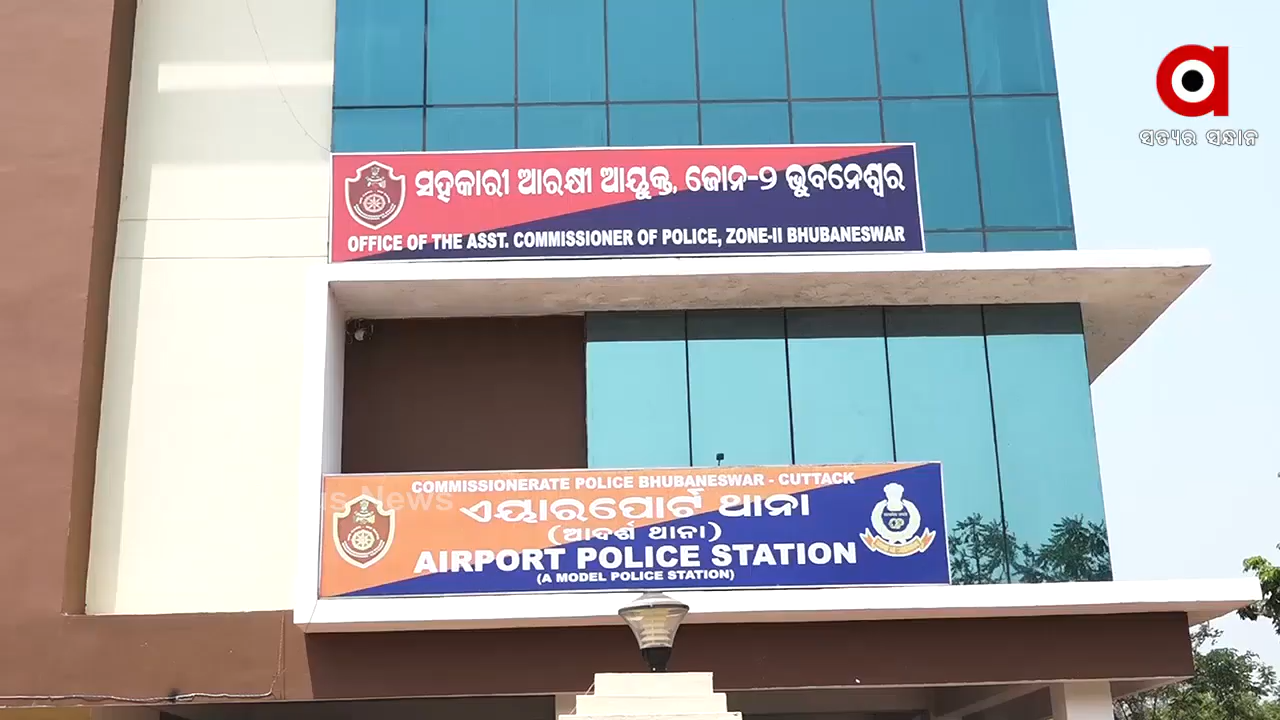 ସତ୍ୟର ସନ୍ଧାନ
ସହକାରୀ ଆରକ୍ଷୀ ଆୟୁକ୍ତ, ଜୋନ-୨ ଭୁବନେଶ୍ୱର
OFFICE OF THE ASST. COMMISSIONER OF POLICE, ZONE-II BHUBANESWAR
COMMISSIONERATE POLICE BHUBANESWAR - CUTTACK
News
ଏୟାରପୋର୍ଟ ଥାନା
(ଆଦର୍ଶ ଥାନା)
AIRPORT POLICE STATION
(A MODEL POLICE STATION)